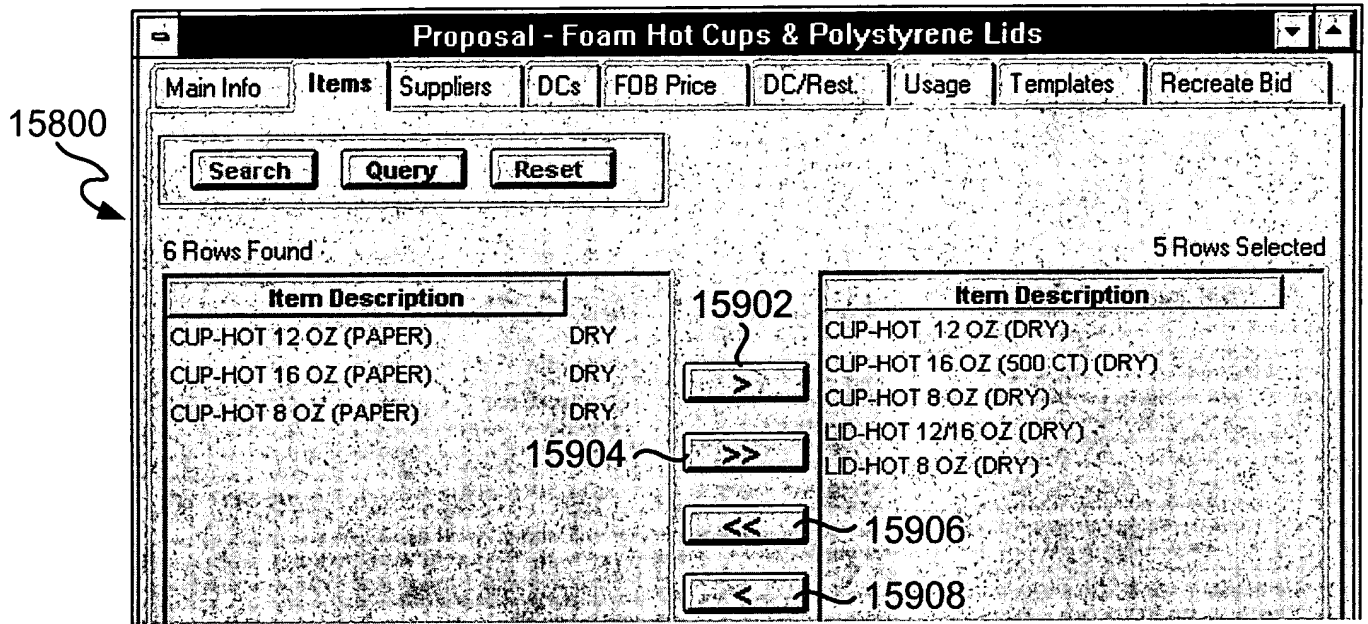 Proposal - Foam Hot Cups & Polystyrene Lids
Main Info Items Suppliers DCs FOB Price DC/Rest. Usage Templates Recreate Bid
15800
Search Query Reset
6 Rows Found 5 Rows Selected
Item Description 15902 Item Description
CUP-HOT 12 OZ (PAPER) DRY CUP-HOT 12 OZ (DRY)
CUP-HOT 16 OZ (PAPER) DRY > CUP-HOT 16 OZ (500 CT) (DRY)
CUP-HOT 8 OZ (PAPER) DRY CUP-HOT 8 OZ (DRY)
LID-HOT 12/16 OZ (DRY)
15904 >> LID-HOT 8 OZ (DRY)
<< 15906
< 15908